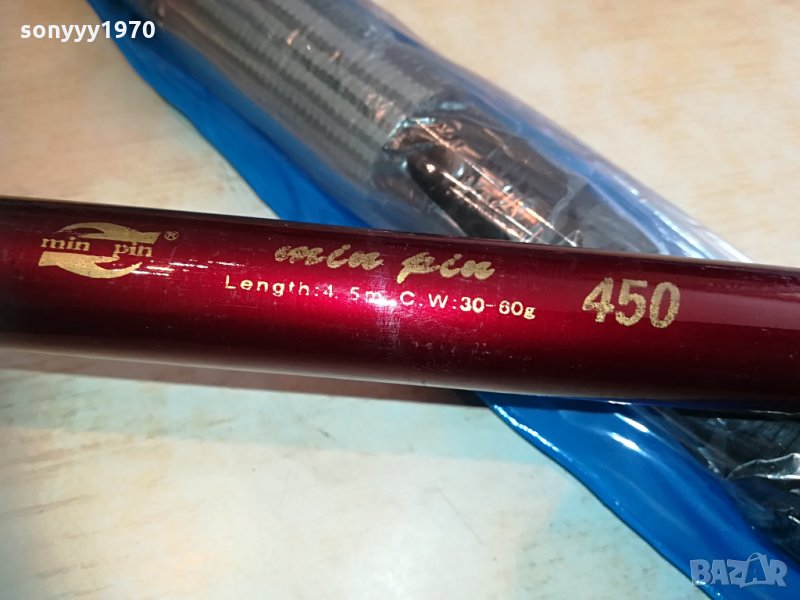 sonyyy1970
min pin ®
min pin
Length:4.5m C.W:30-60g
450
BAZAR